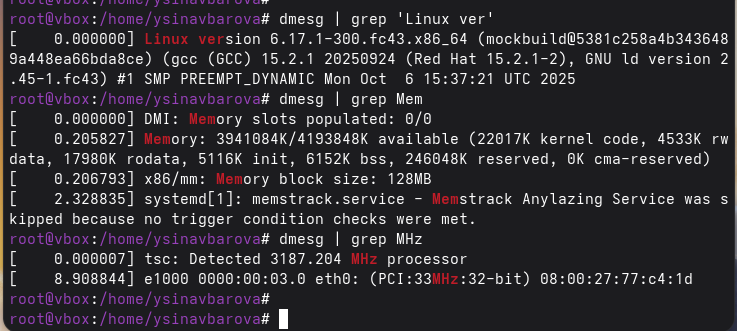 root@vbox:/home/ysinavbarova# dmesg | grep 'Linux ver'
[    0.000000] Linux version 6.17.1-300.fc43.x86_64 (mockbuild@5381c258a4b343648
9a448ea66bda8ce) (gcc (GCC) 15.2.1 20250924 (Red Hat 15.2.1-2), GNU ld version 2
.45-1.fc43) #1 SMP PREEMPT_DYNAMIC Mon Oct  6 15:37:21 UTC 2025
root@vbox:/home/ysinavbarova# dmesg | grep Mem
[    0.000000] DMI: Memory slots populated: 0/0
[    0.205827] Memory: 3941084K/4193848K available (22017K kernel code, 4533K rw
data, 17980K rodata, 5116K init, 6152K bss, 246048K reserved, 0K cma-reserved)
[    0.206793] x86/mm: Memory block size: 128MB
[    2.328835] systemd[1]: memstrack.service - Memstrack Anylazing Service was s
kipped because no trigger condition checks were met.
root@vbox:/home/ysinavbarova# dmesg | grep MHz
[    0.000007] tsc: Detected 3187.204 MHz processor
[    8.908844] e1000 0000:00:03.0 eth0: (PCI:33MHz:32-bit) 08:00:27:77:c4:1d
root@vbox:/home/ysinavbarova#
root@vbox:/home/ysinavbarova#